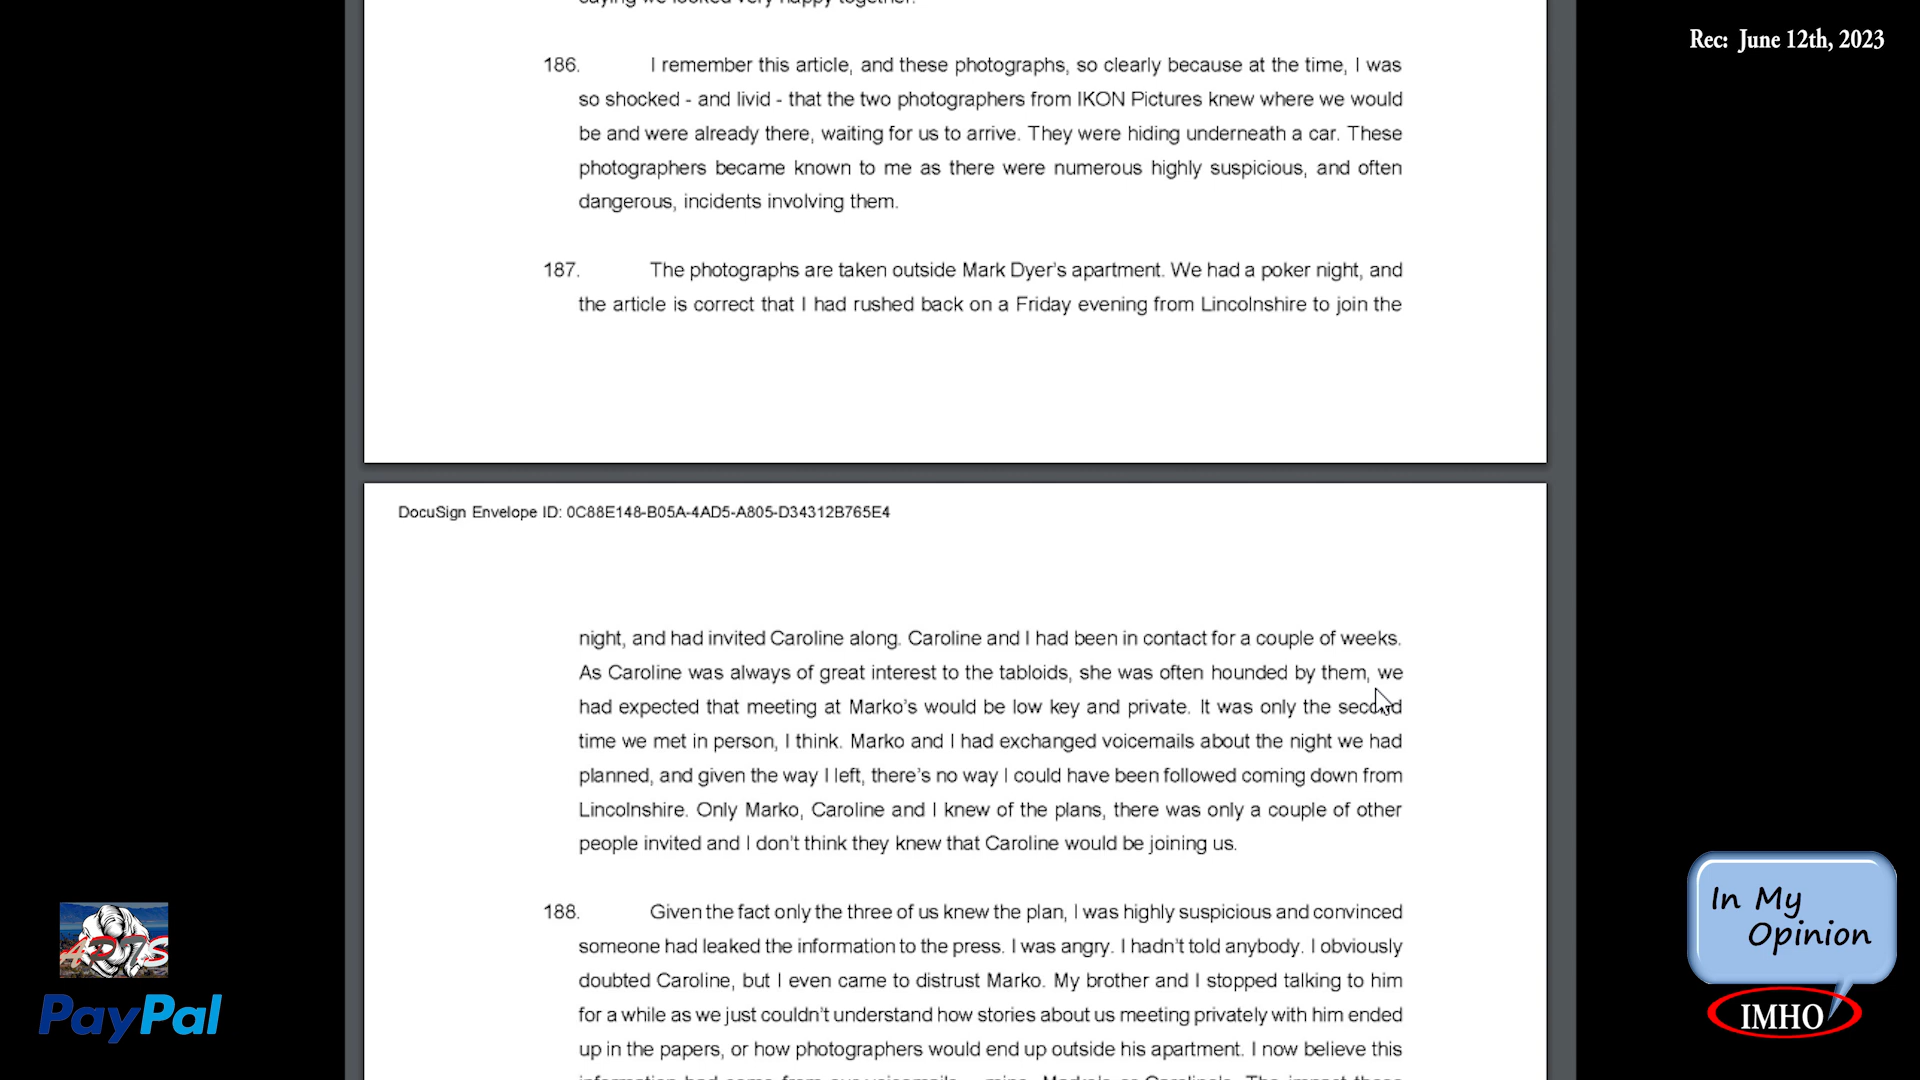 saying we looked very happy together.
Rec: June 12th, 2023
186. I remember this article, and these photographs, so clearly because at the time, I was
so shocked - and livid - that the two photographers from IKON Pictures knew where we would
be and were already there, waiting for us to arrive. They were hiding underneath a car. These
photographers became known to me as there were numerous highly suspicious, and often
dangerous, incidents involving them.
187. The photographs are taken outside Mark Dyer's apartment. We had a poker night, and
the article is correct that I had rushed back on a Friday evening from Lincolnshire to join the
DocuSign Envelope ID: 0C88E148-B05A-4AD5-A805-D34312B765E4
night, and had invited Caroline along. Caroline and I had been in contact for a couple of weeks.
As Caroline was always of great interest to the tabloids, she was often hounded by them, we
had expected that meeting at Marko's would be low key and private. It was only the second
time we met in person, I think. Marko and I had exchanged voicemails about the night we had
planned, and given the way I left, there's no way I could have been followed coming down from
Lincolnshire. Only Marko, Caroline and I knew of the plans, there was only a couple of other
people invited and I don't think they knew that Caroline would be joining us.
188. Given the fact only the three of us knew the plan, I was highly suspicious and convinced
someone had leaked the information to the press. I was angry. I hadn't told anybody. I obviously
doubted Caroline, but I even came to distrust Marko. My brother and I stopped talking to him
for a while as we just couldn't understand how stories about us meeting privately with him ended
up in the papers, or how photographers would end up outside his apartment. I now believe this
PayPal
In My
Opinion
IMHO